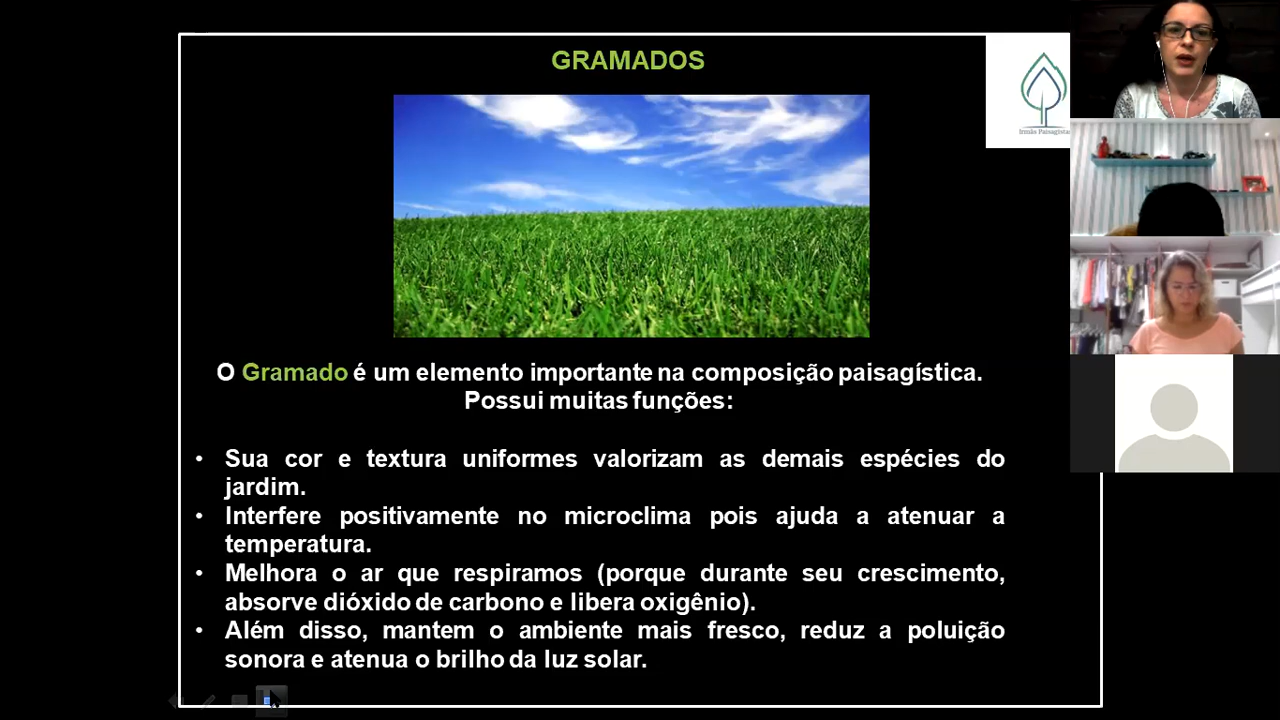 GRAMADOS
Irmãs Paisagistas
O Gramado é um elemento importante na composição paisagística.
Possui muitas funções:
• Sua cor e textura uniformes valorizam as demais espécies do
jardim.
• Interfere positivamente no microclima pois ajuda a atenuar a
temperatura.
• Melhora o ar que respiramos (porque durante seu crescimento,
absorve dióxido de carbono e libera oxigênio).
• Além disso, mantem o ambiente mais fresco, reduz a poluição
sonora e atenua o brilho da luz solar.